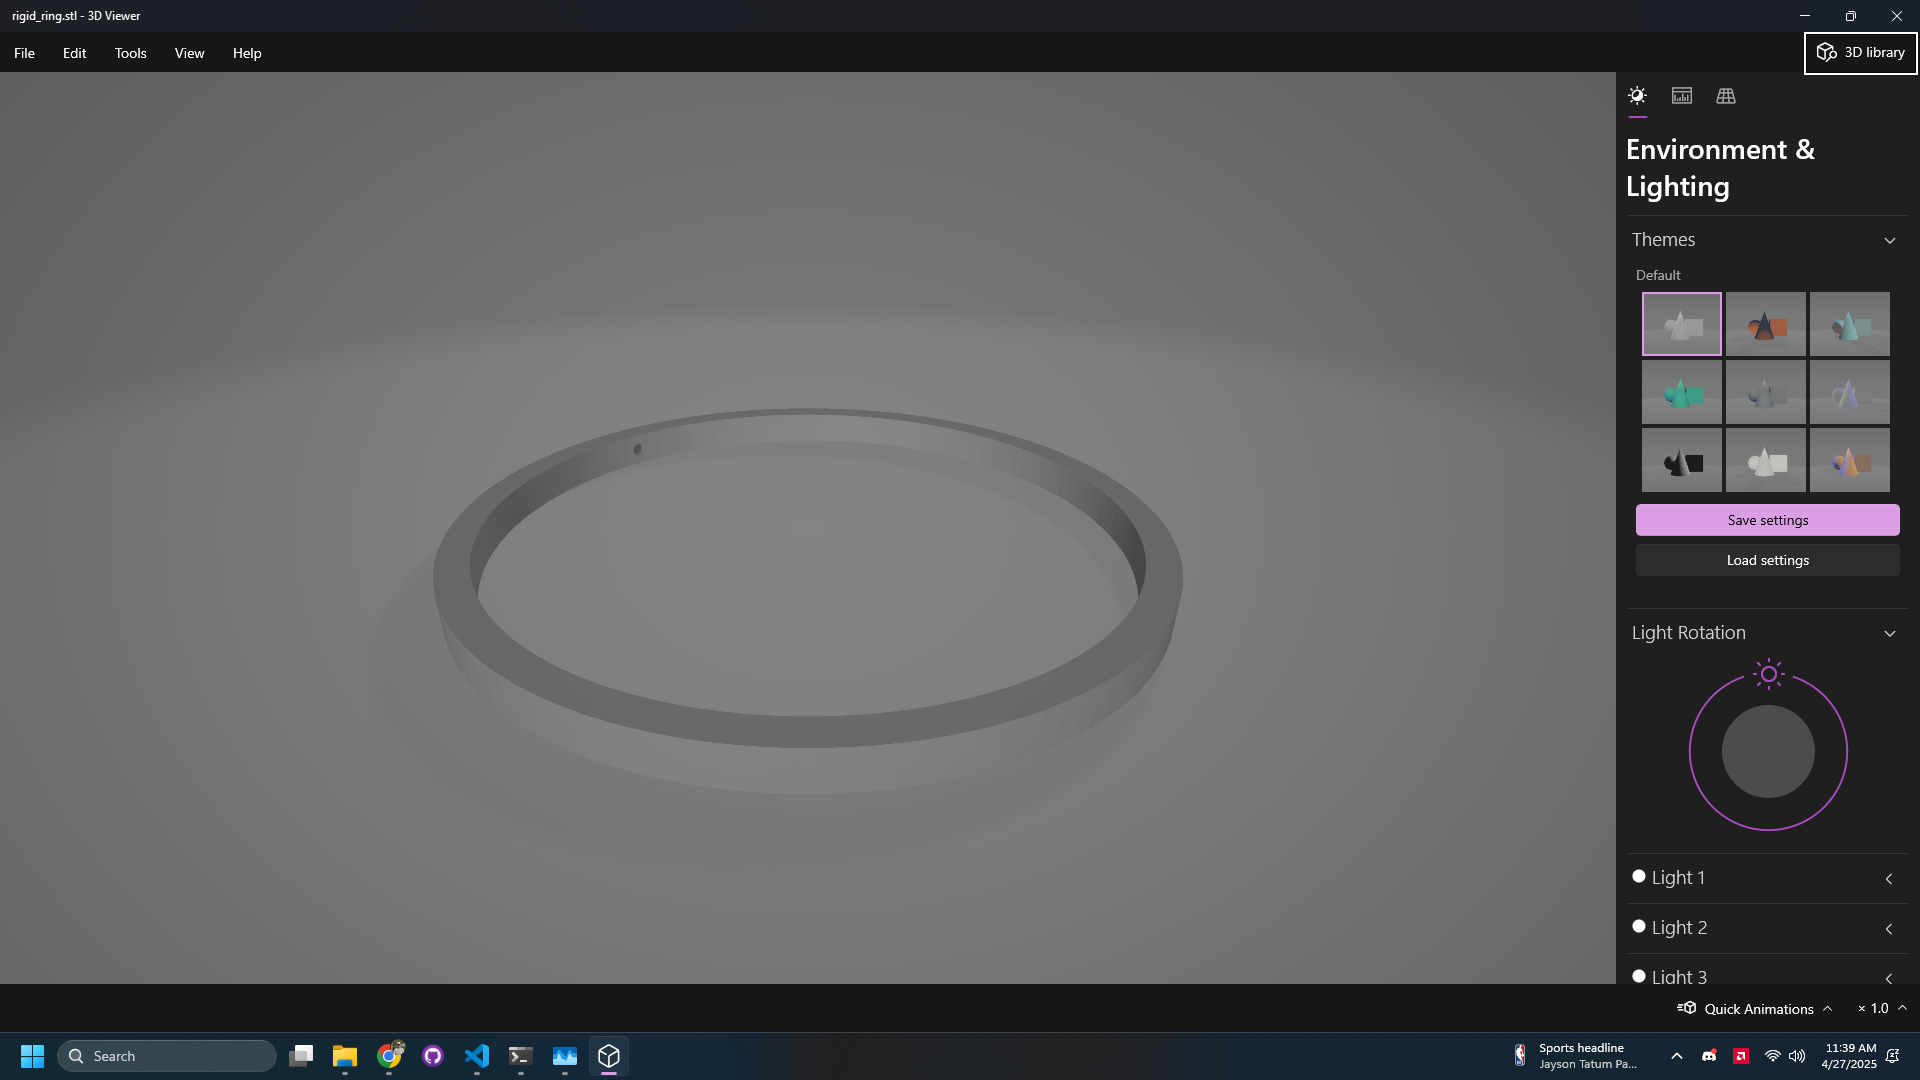 rigid_ring.stl - 3D Viewer
File Edit Tools View Help
3D library
Environment &
Lighting
Themes
Default
Save settings
Load settings
Light Rotation
Light 1
Light 2
Light 3
Quick Animations
× 1.0
Search
Sports headline
Jayson Tatum Pa...
11:39 AM
4/27/2025